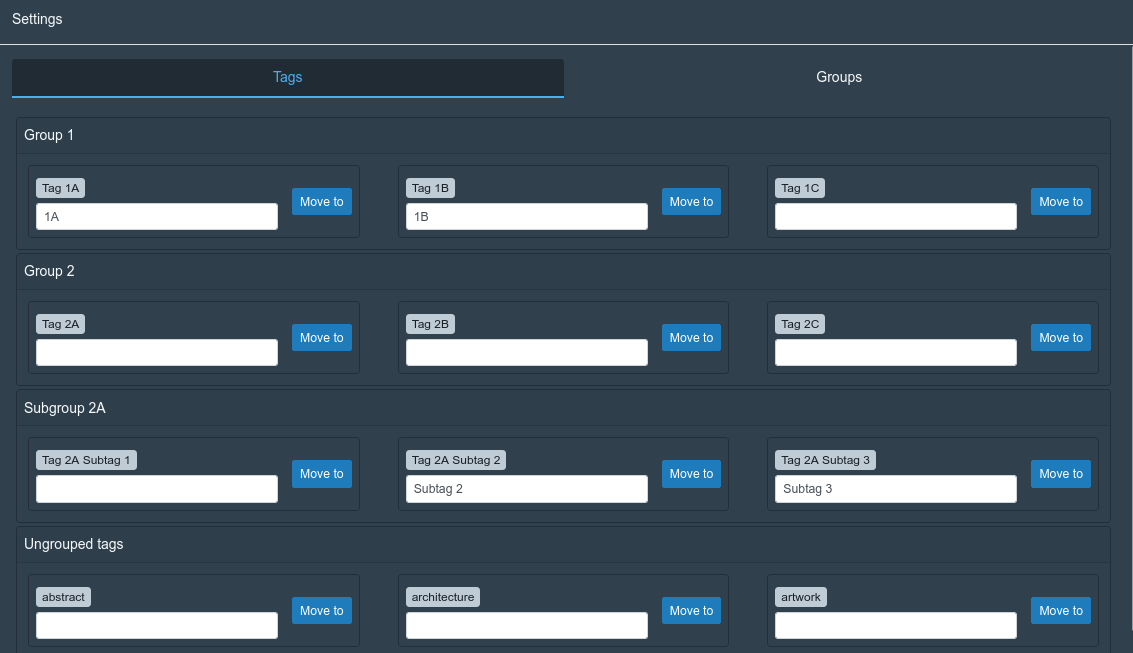 Settings
Tags Groups
Group 1
Tag 1A Tag 1B Tag 1C
Move to Move to Move to
1A 1B
Group 2
Tag 2A Tag 2B Tag 2C
Move to Move to Move to
Subgroup 2A
Tag 2A Subtag 1 Tag 2A Subtag 2 Tag 2A Subtag 3
Move to Move to Move to
Subtag 2 Subtag 3
Ungrouped tags
abstract architecture artwork
Move to Move to Move to